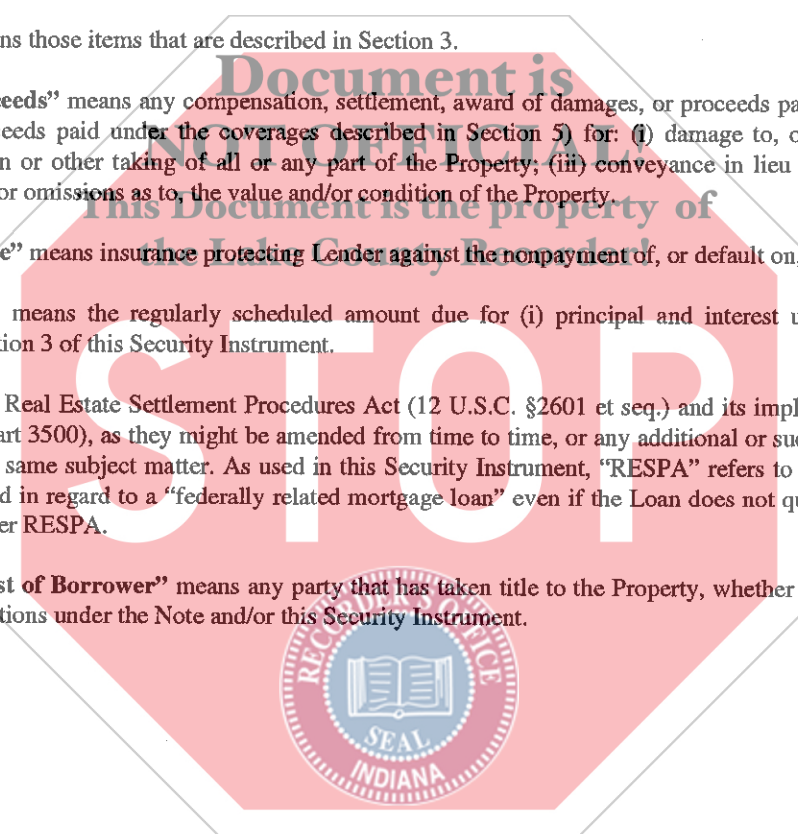 ns those items that are described in Section 3.
Document is
eeds” means any compensation, settlement, award of damages, or proceeds pa
eeds paid under the coverages described in Section 5) for: (i) damage to, o
NOT OFFICIAL!
n or other taking of all or any part of the Property; (iii) conveyance in lieu
or omissions as to, the value and/or condition of the Property.
This Document is the property of
e” means insurance protecting Lender against the nonpayment of, or default on,
the Lake County Recorder!
means the regularly scheduled amount due for (i) principal and interest u
tion 3 of this Security Instrument.
STOP
Real Estate Settlement Procedures Act (12 U.S.C. §2601 et seq.) and its impl
art 3500), as they might be amended from time to time, or any additional or su
same subject matter. As used in this Security Instrument, “RESPA” refers to
d in regard to a “federally related mortgage loan” even if the Loan does not qu
er RESPA.
st of Borrower” means any party that has taken title to the Property, whether
tions under the Note and/or this Security Instrument.
RECORDER'S OFFICE
SEAL
INDIANA